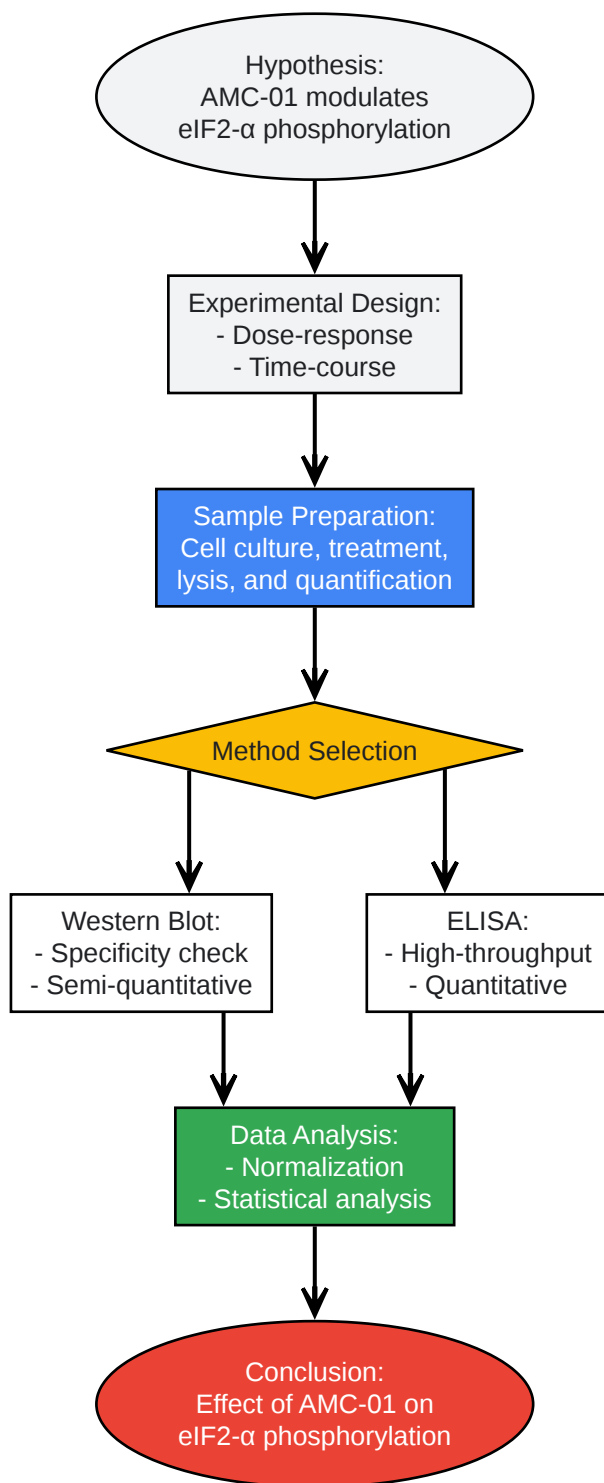 Hypothesis:
AMC-01 modulates
eIF2-α phosphorylation
Experimental Design:
- Dose-response
- Time-course
Sample Preparation:
Cell culture, treatment,
lysis, and quantification
Method Selection
Western Blot:
- Specificity check
- Semi-quantitative
ELISA:
- High-throughput
- Quantitative
Data Analysis:
- Normalization
- Statistical analysis
Conclusion:
Effect of AMC-01 on
eIF2-α phosphorylation